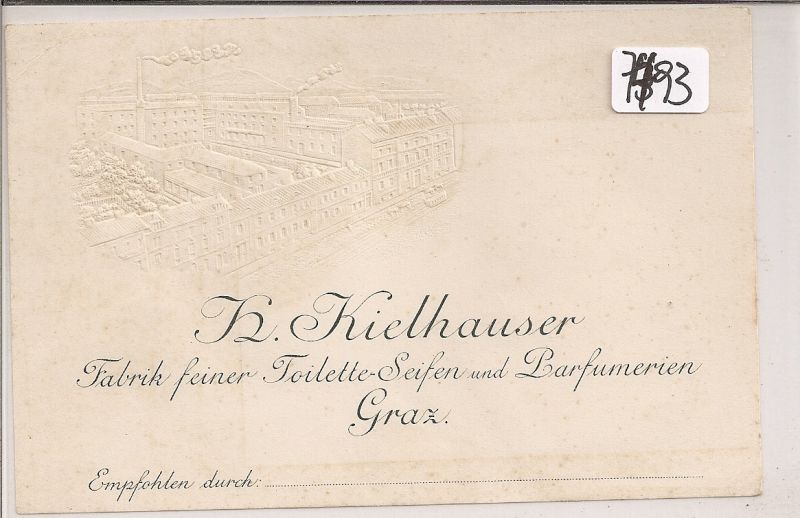 H. Kielhauser
Fabrik feiner Toilette-Seifen und Parfumerien
Graz.
Empfohlen durch: